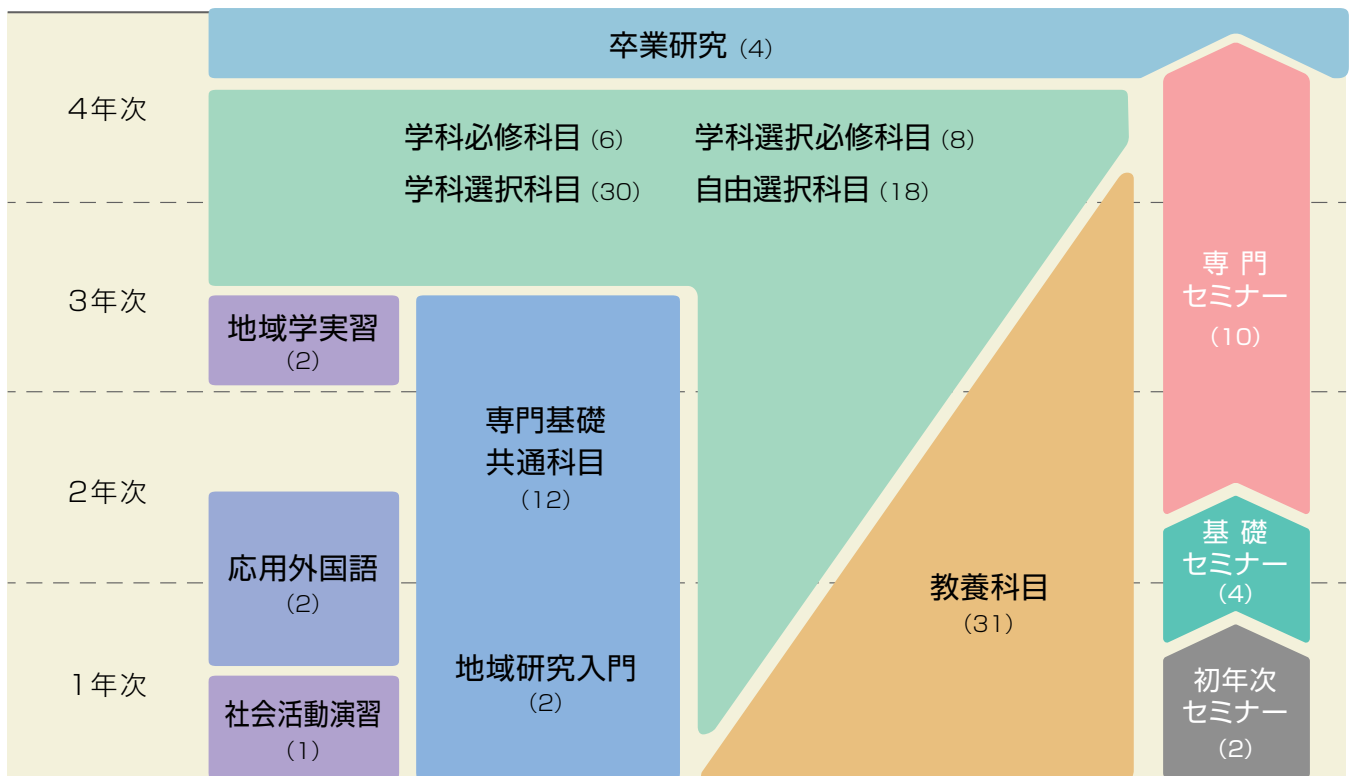 卒業研究 (4)
4年次
学科必修科目 (6) 学科選択必修科目 (8)
学科選択科目 (30) 自由選択科目 (18)
3年次
地域学実習
(2)
専門
セミナー
(10)
専門基礎
共通科目
(12)
2年次
応用外国語
(2)
基礎
セミナー
(4)
教養科目
(31)
1年次
地域研究入門
(2)
社会活動演習
(1)
初年次
セミナー
(2)